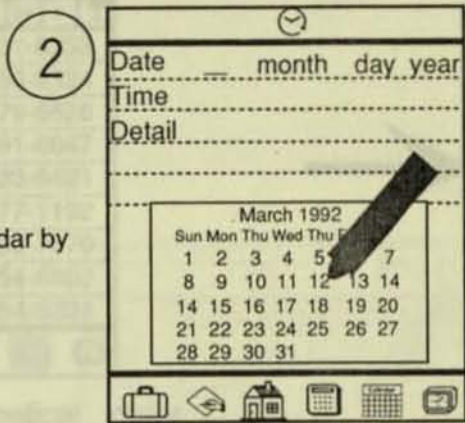 2
Date __ month day year
Time
Detail
March 1992
Sun Mon Thu Wed Thu
1 2 3 4 5 7
8 9 10 11 12 13 14
14 15 16 17 18 19 20
21 22 23 24 25 26 27
28 29 30 31
dar by